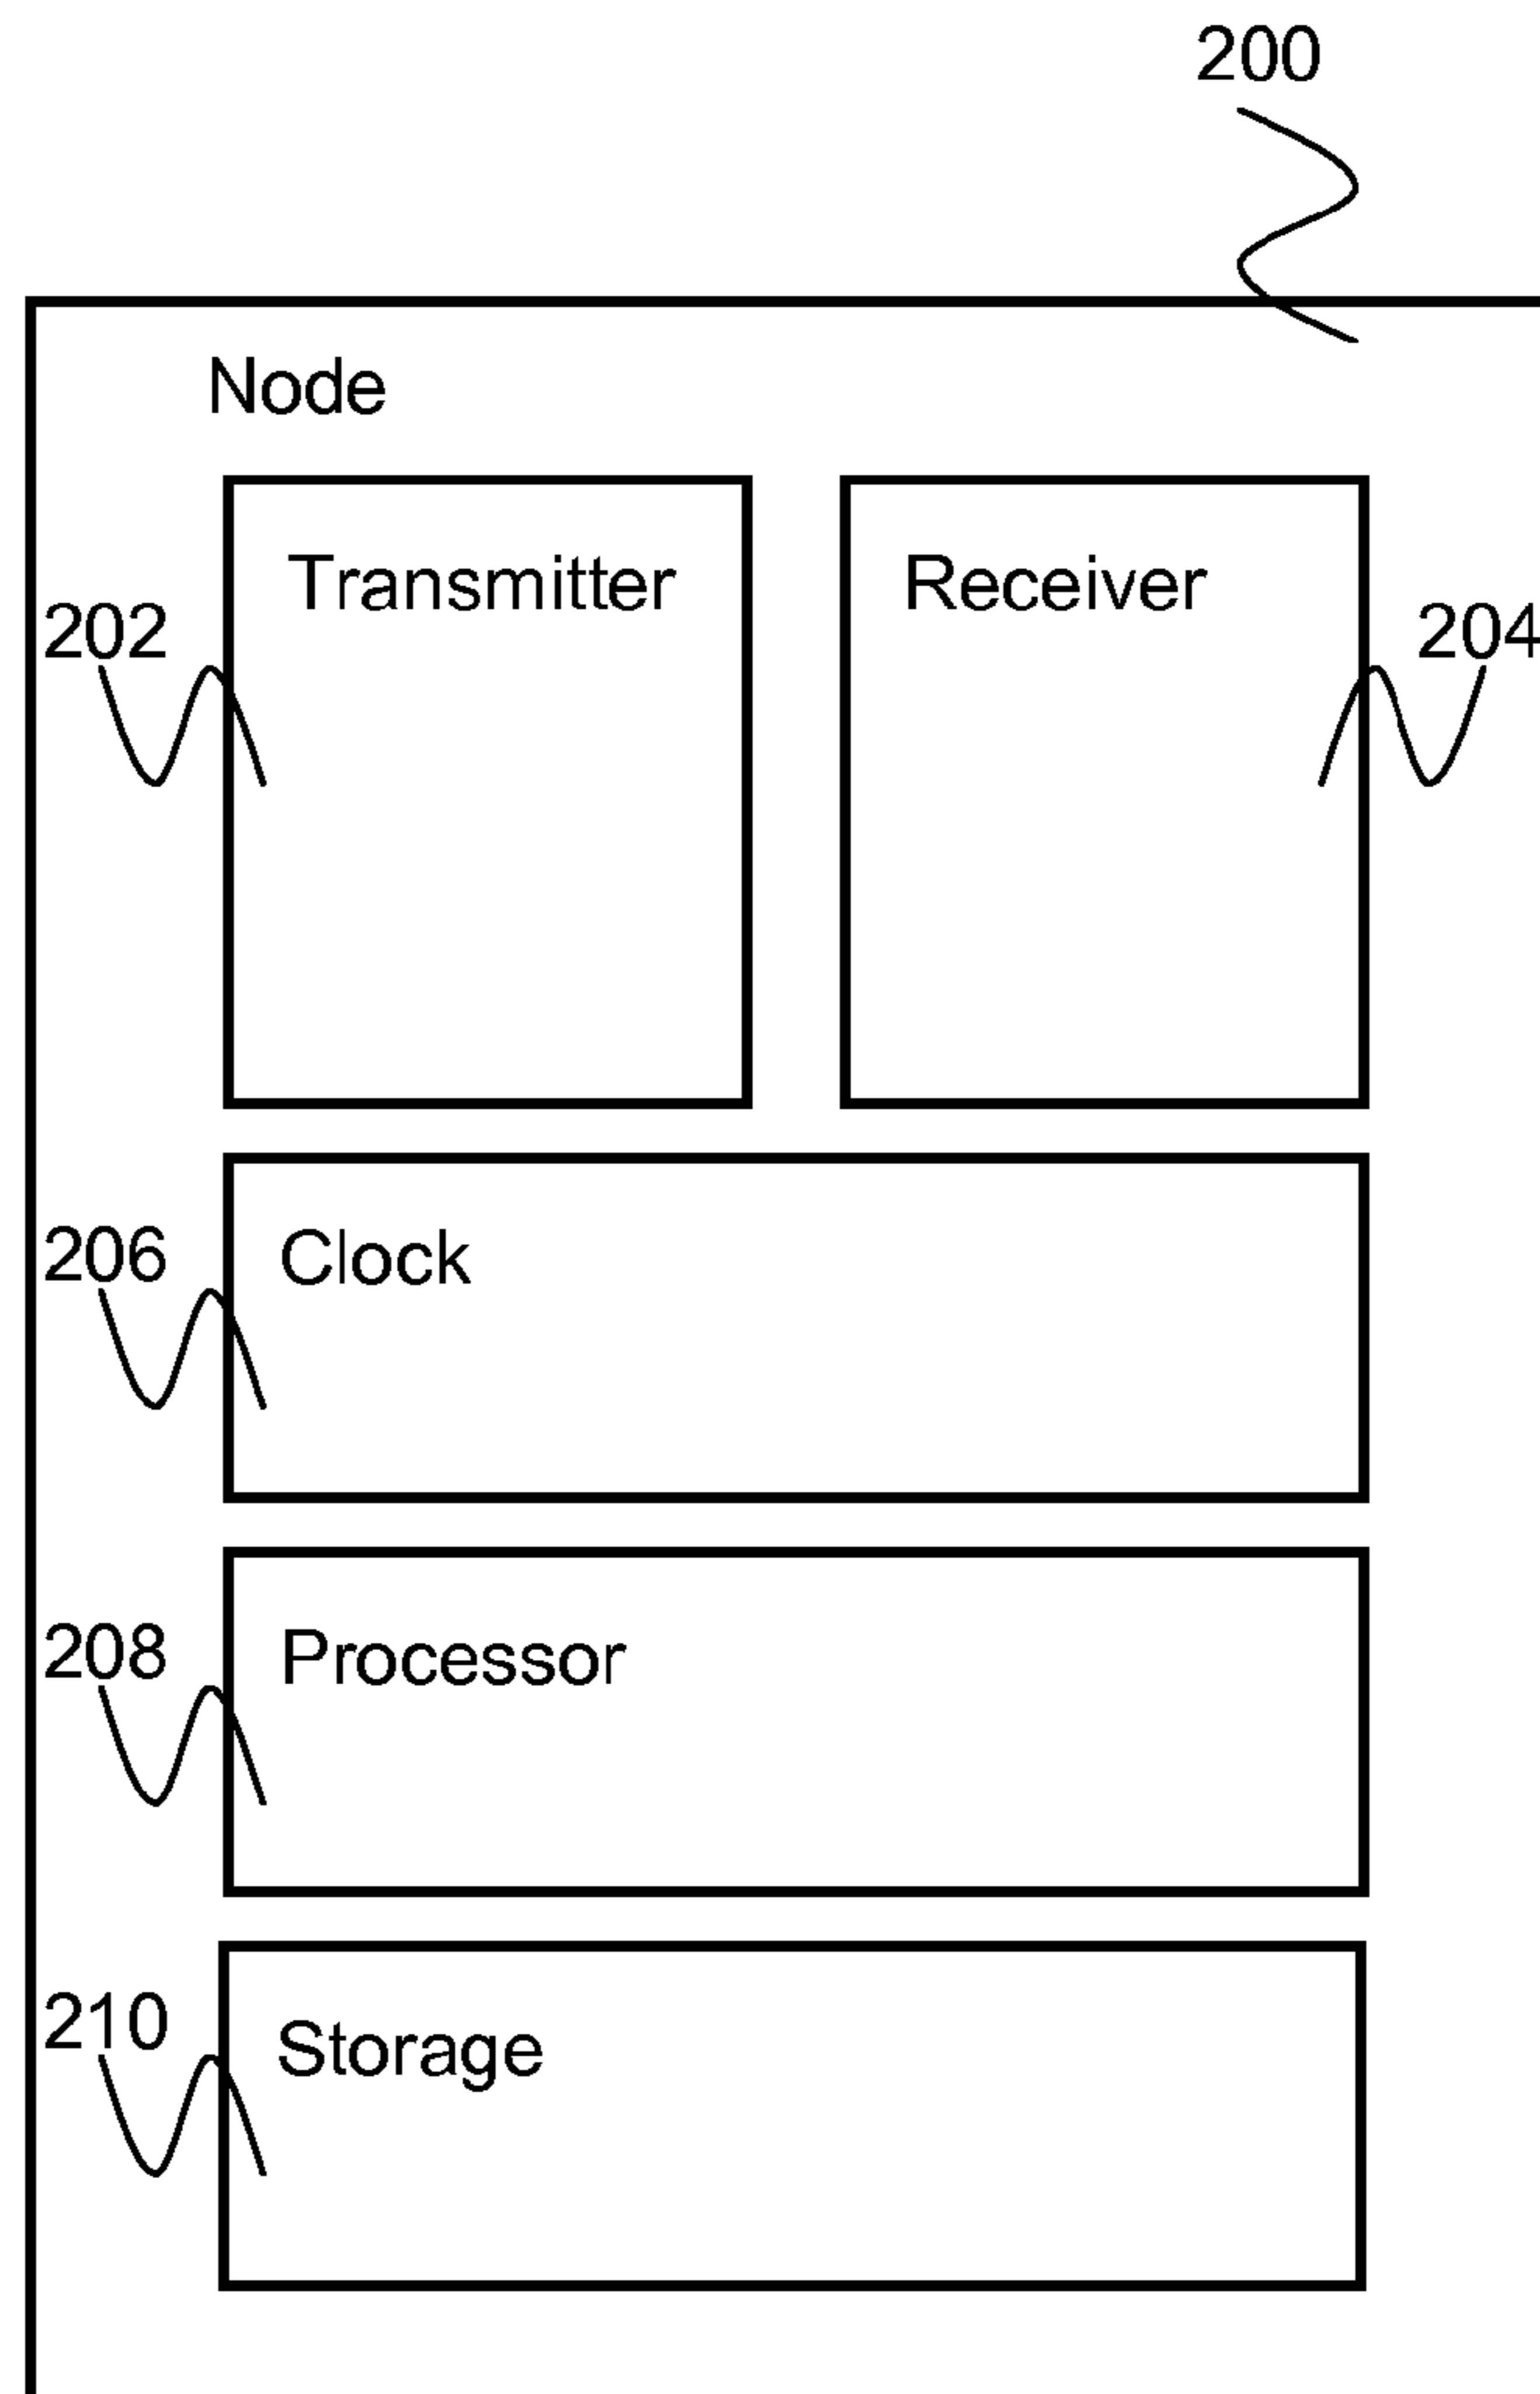 200
Node
Transmitter
Receiver
202
204
206
Clock
208
Processor
210
Storage